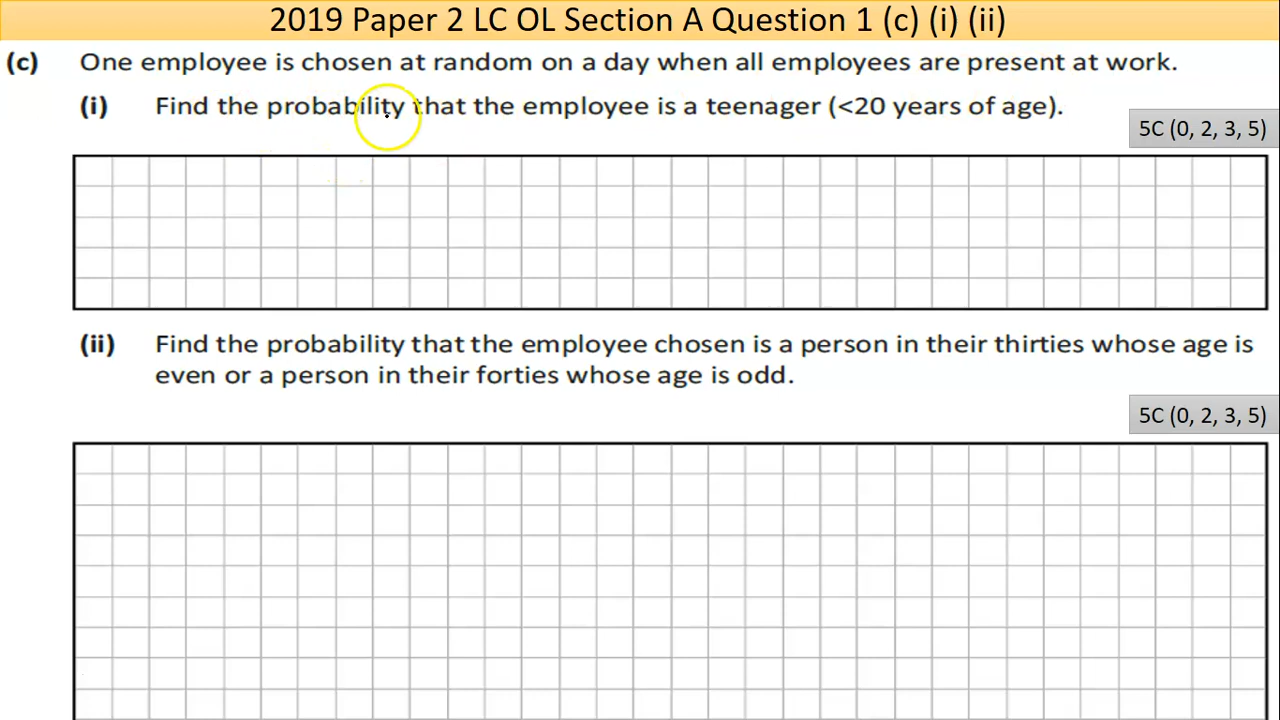 2019 Paper 2 LC OL Section A Question 1 (c) (i) (ii)
(c) One employee is chosen at random on a day when all employees are present at work.
(i) Find the probability that the employee is a teenager (<20 years of age).
5C (0, 2, 3, 5)
(ii) Find the probability that the employee chosen is a person in their thirties whose age is
even or a person in their forties whose age is odd.
5C (0, 2, 3, 5)